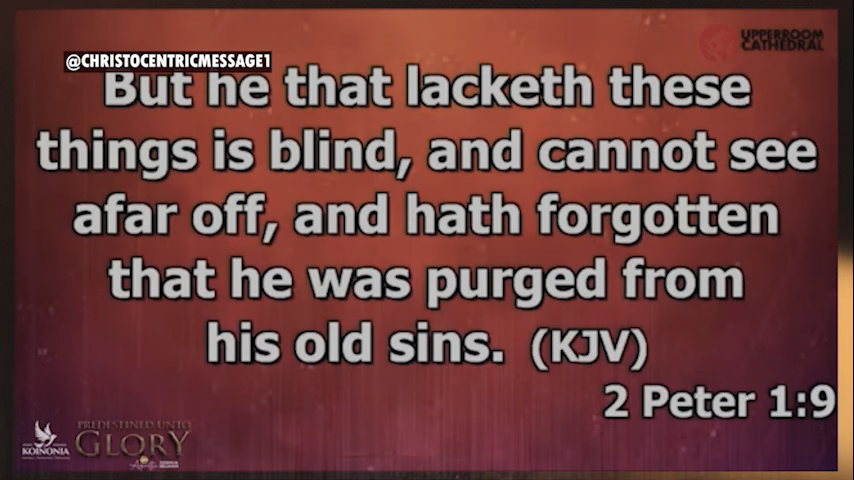 UPPERROOM
CATHEDRAL
@CHRISTOCENTRICMESSAGE1
But he that lacketh these
things is blind, and cannot see
afar off, and hath forgotten
that he was purged from
his old sins. (KJV)
2 Peter 1:9
KOINONIA
PREDESTINED UNTO
GLORY